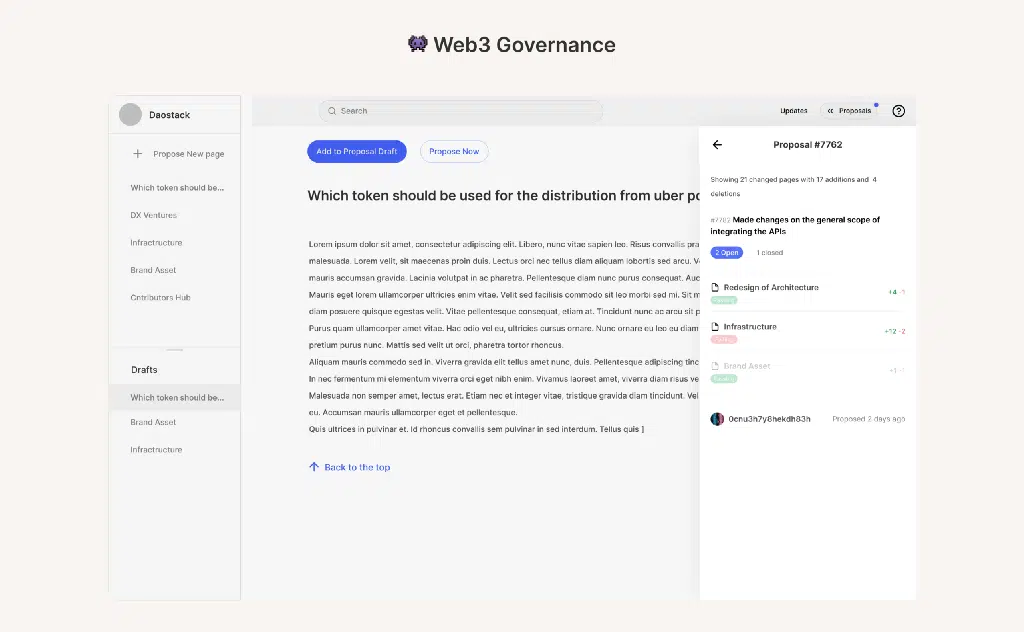 Web3 Governance
Daostack
Search
Updates
« Proposals
Propose New page
Which token should be...
DX Ventures
Infrastructure
Brand Asset
Cntributors Hub
Drafts
Which token should be...
Brand Asset
Infrastructure
Add to Proposal Draft
Propose Now
Which token should be used for the distribution from uber po
Lorem ipsum dolor sit amet, consectetur adipiscing elit. Libero, nunc vitae sapien leo. Risus convallis pra
malesuada. Lorem velit, sit maecenas proin duis. Lectus orci nec tellus diam aliquam lobortis sed arcu. V
mauris accumsan gravida. Lacinia volutpat in ac pharetra. Pellentesque diam nunc purus consequat. Auc
Mauris eget lorem ullamcorper ultricies enim vitae. Velit sed facilisis commodo sit leo morbi sed mi. Sit m
diam posuere quisque egestas velit. Vitae pellentesque consequat, etiam at. Tincidunt nunc ac arcu sit p
Purus quam ullamcorper amet vitae. Hac odio vel eu, ultricies cursus ornare. Nunc ornare eu leo eu diam
pretium purus nunc. Mattis sed velit ut orci, pharetra tortor rhoncus.
Aliquam mauris commodo sed in. Viverra gravida elit tellus amet nunc, duis. Pellentesque adipiscing tinc
In nec fermentum mi elementum viverra orci eget nibh enim. Vivamus laoreet amet, viverra diam risus ve
Malesuada non semper amet, lectus erat. Etiam nec et integer vitae, tristique gravida diam tincidunt. Vel
eu. Accumsan mauris ullamcorper eget et pellentesque.
Quis ultrices in pulvinar et. Id rhoncus convallis sem pulvinar in sed interdum. Tellus quis ]
Back to the top
Proposal #7762
Showing 21 changed pages with 17 additions and 4
deletions
#7762 Made changes on the general scope of
integrating the APIs
2 Open
1 closed
Redesign of Architecture
+4 -1
Infrastructure
+12 -2
Brand Asset
+1 -1
0cnu3h7y8hekdh83h
Proposed 2 days ago